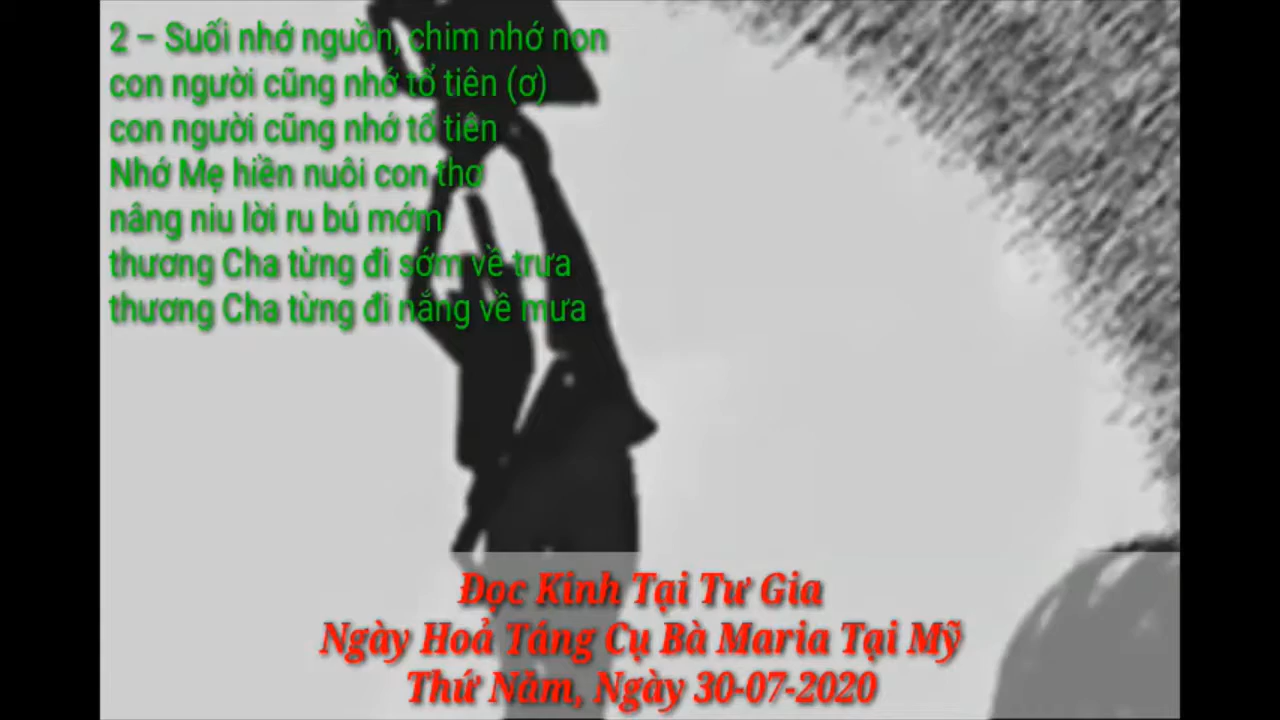 2 – Suối nhớ nguồn, chim nhớ non
con người cũng nhớ tổ tiên (ơ)
con người cũng nhớ tổ tiên
Nhớ Mẹ hiền nuôi con thơ
nâng niu lời ru bú mớm
thương Cha từng đi sớm về trưa
thương Cha từng đi nắng về mưa
Đọc Kinh Tại Tư Gia
Ngày Hoả Táng Cụ Bà Maria Tại Mỹ
Thứ Năm, Ngày 30-07-2020